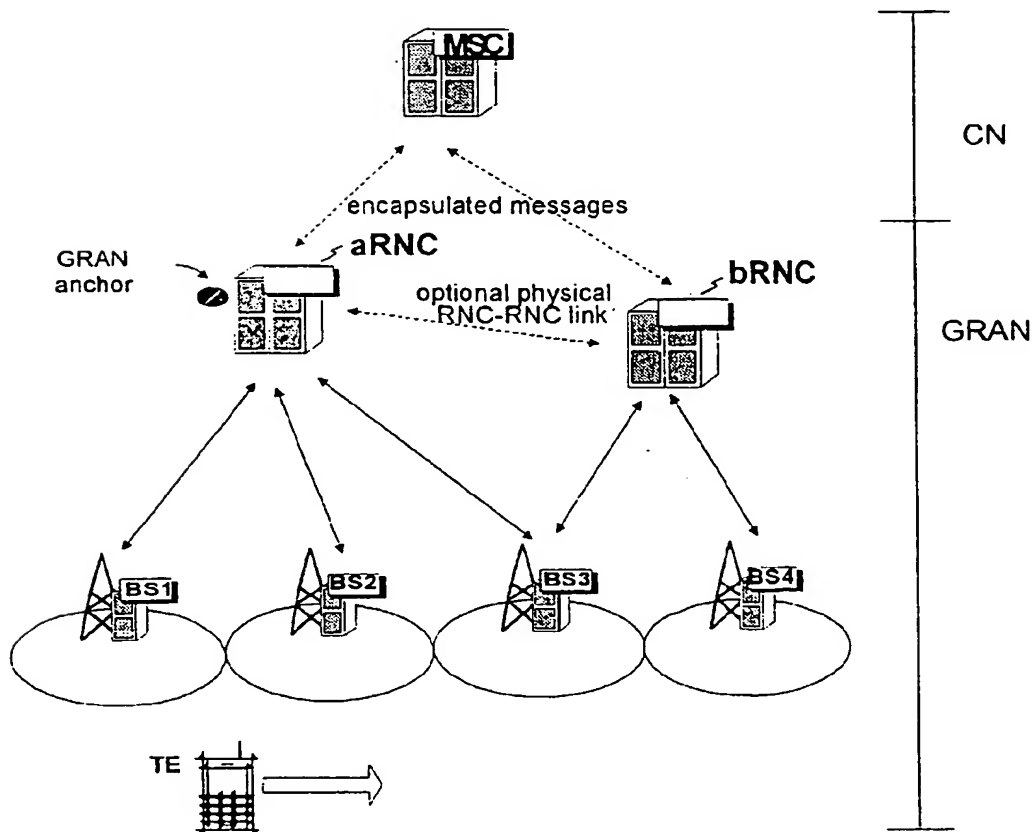 MSC
CN
encapsulated messages
aRNC
GRAN
anchor
bRNC
optional physical
RNC-RNC link
GRAN
BS1
BS2
BS3
BS4
TE